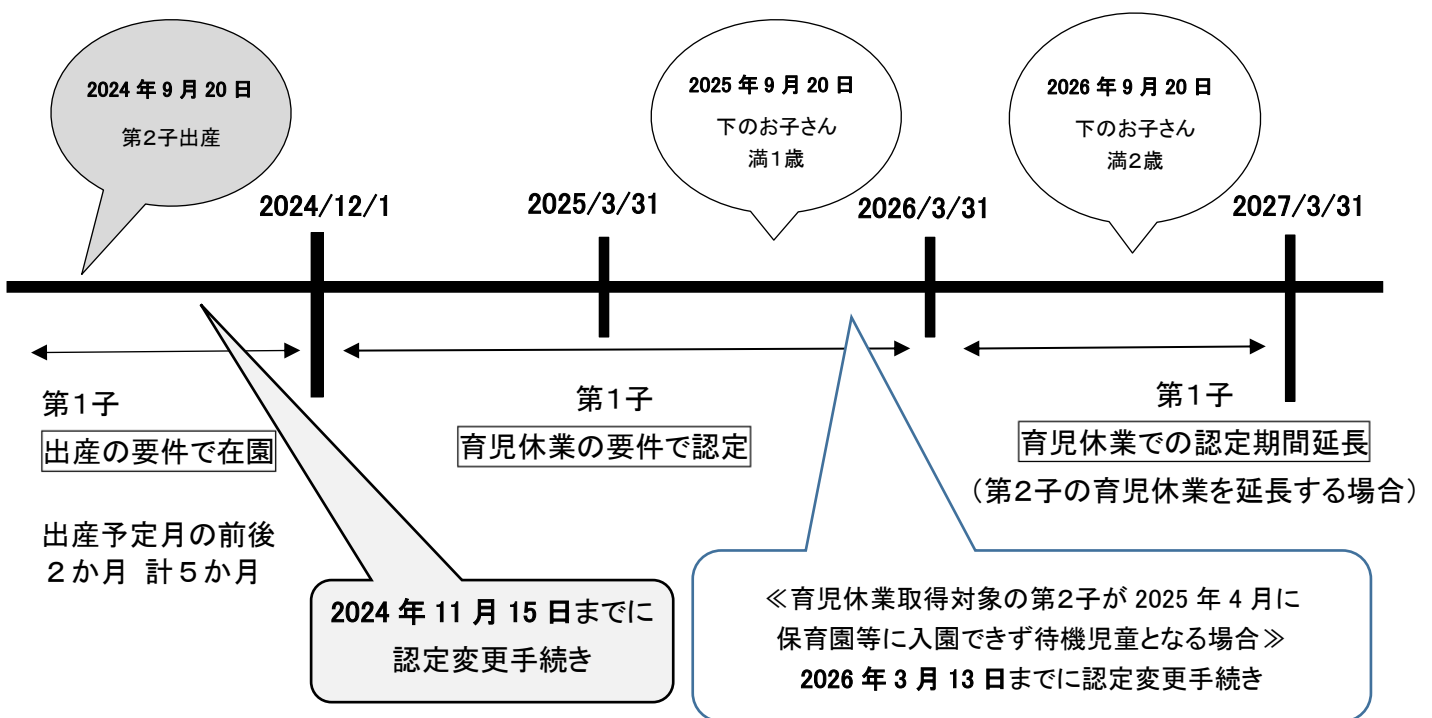 2024 年 9 月 20 日
第2子出産
2025 年 9 月 20 日
下のお子さん
満1歳
2026 年 9 月 20 日
下のお子さん
満2歳
2024/12/1
2025/3/31
2026/3/31
2027/3/31
第1子
出産の要件で在園
出産予定月の前後
2か月 計5か月
第1子
育児休業の要件で認定
第1子
育児休業での認定期間延長
(第2子の育児休業を延長する場合)
2024 年 11 月 15 日までに
認定変更手続き
≪育児休業取得対象の第2子が 2025 年 4 月に
保育園等に入園できず待機児童となる場合≫
2026 年 3 月 13 日までに認定変更手続き